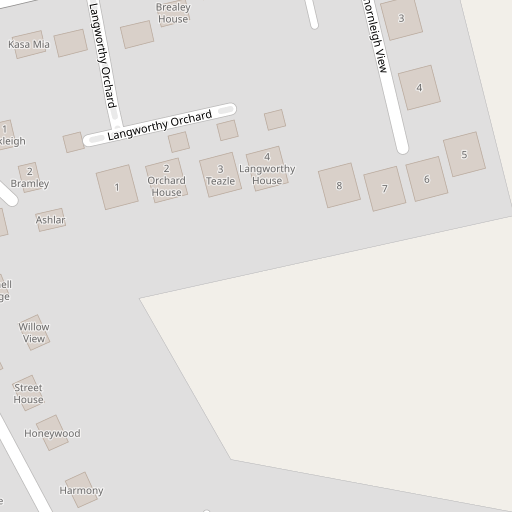 Brealey
House
Kasa Mia
Langworthy Orchard
3
4
Langworthy Orchard
1
2
Bramley
1
2
Orchard
House
3
Teazle
4
Langworthy
House
8
7
6
5
Ashlar
View
Willow
View
Street
House
Honeywood
Harmony